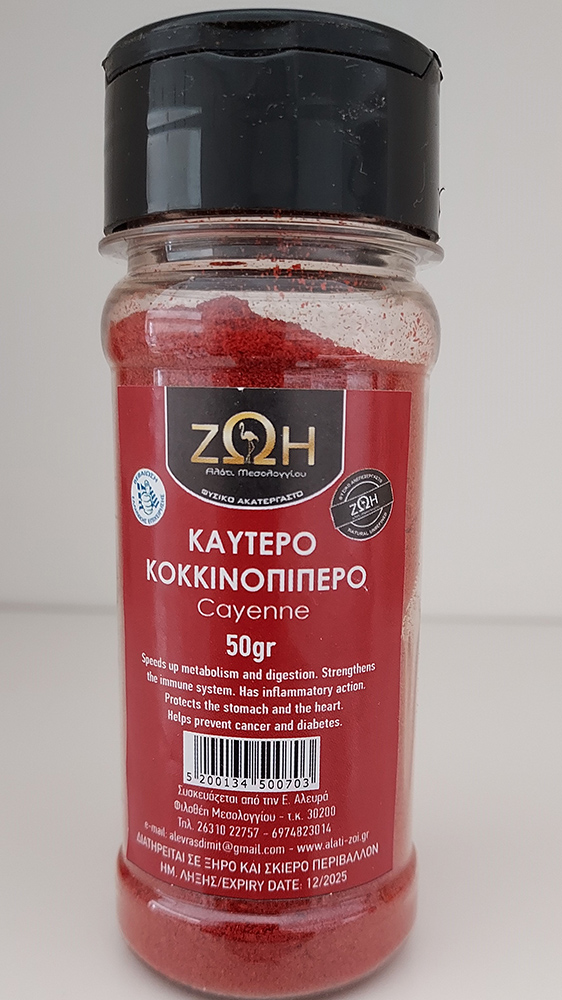 ΖΩΗ
Αλάτι Μεσολογγίου
ΦΥΣΙΚΟ ΑΚΑΤΕΡΓΑΣΤΟ
ΖΩΗ
ΚΑΥΤΕΡΟ
ΚΟΚΚΙΝΟΠΙΠΕΡΟ
Cayenne
50gr
Speeds up metabolism and digestion. Strengthens
the immune system. Has inflammatory action.
Protects the stomach and the heart.
Helps prevent cancer and diabetes.
5 200134 500703
Συσκευάζεται από την Ε. Αλευρά
Φιλοθέη Μεσολογγίου - τ.κ. 30200
Τηλ. 26310 22757 - 6974823014
e-mail: alevrasdimit@gmail.com - www.alati-zoi.gr
ΔΙΑΤΗΡΕΙΤΑΙ ΣΕ ΞΗΡΟ ΚΑΙ ΣΚΙΕΡΟ ΠΕΡΙΒΑΛΛΟΝ
ΗΜ. ΛΗΞΗΣ/EXPIRY DATE: 12/2025